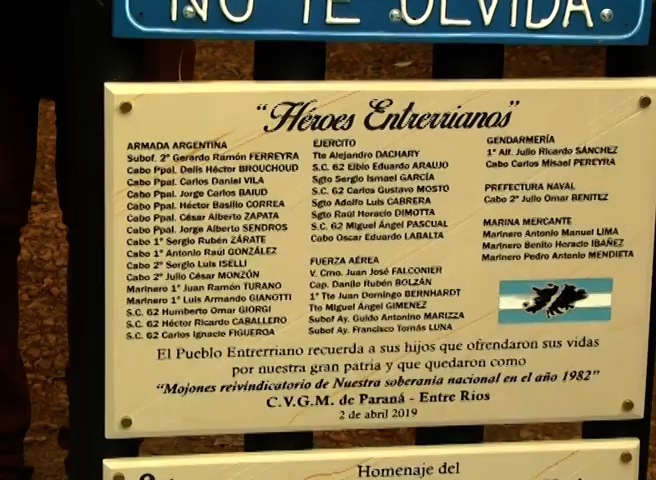 NO TE OLVIDA.
"Héroes Entrerrianos"
ARMADA ARGENTINA
Subof. 2° Gerardo Ramón FERREYRA
Cabo Ppal. Delis Héctor BROUCHOUD
Cabo Ppal. Carlos Daniel VILA
Cabo Ppal. Jorge Carlos BAIUD
Cabo Ppal. Héctor Basilio CORREA
Cabo Ppal. César Alberto ZAPATA
Cabo Ppal. Jorge Alberto SENDROS
Cabo 1° Sergio Rubén ZÁRATE
Cabo 1° Antonio Raúl GONZÁLEZ
Cabo 2° Sergio Luis ISELLI
Cabo 2° Julio César MONZÓN
Marinero 1° Juan Ramón TURANO
Marinero 1° Luis Armando GIANOTTI
S.C. 62 Humberto Omar GIORGI
S.C. 62 Héctor Ricardo CABALLERO
S.C. 62 Carlos Ignacio FIGUEROA
EJERCITO
Tte Alejandro DACHARY
S.C. 62 Elbio Eduardo ARAUJO
Sgto Sergio Ismael GARCÍA
S.C. 62 Carlos Gustavo MOSTO
Sgto Adolfo Luis CABRERA
Sgto Raúl Horacio DIMOTTA
S.C. 62 Miguel Ángel PASCUAL
Cabo Oscar Eduardo LABALTA
FUERZA AÉREA
V. Cmo. Juan José FALCONIER
Cap. Danilo Rubén BOLZÁN
1° Tte Juan Domingo BERNHARDT
Tte Miguel Ángel GIMENEZ
Subof Ay. Guido Antonino MARIZZA
Subof Ay. Francisco Tomás LUNA
GENDARMERÍA
1° Alf. Julio Ricardo SÁNCHEZ
Cabo Carlos Misael PEREYRA
PREFECTURA NAVAL
Cabo 2° Julio Omar BENITEZ
MARINA MERCANTE
Marinero Antonio Manuel LIMA
Marinero Benito Horacio IBAÑEZ
Marinero Pedro Antonio MENDIETA
El Pueblo Entrerriano recuerda a sus hijos que ofrendaron sus vidas
por nuestra gran patria y que quedaron como
"Mojones reivindicatorio de Nuestra soberanía nacional en el año 1982"
C.V.G.M. de Paraná - Entre Ríos
2 de abril 2019
Homenaje del